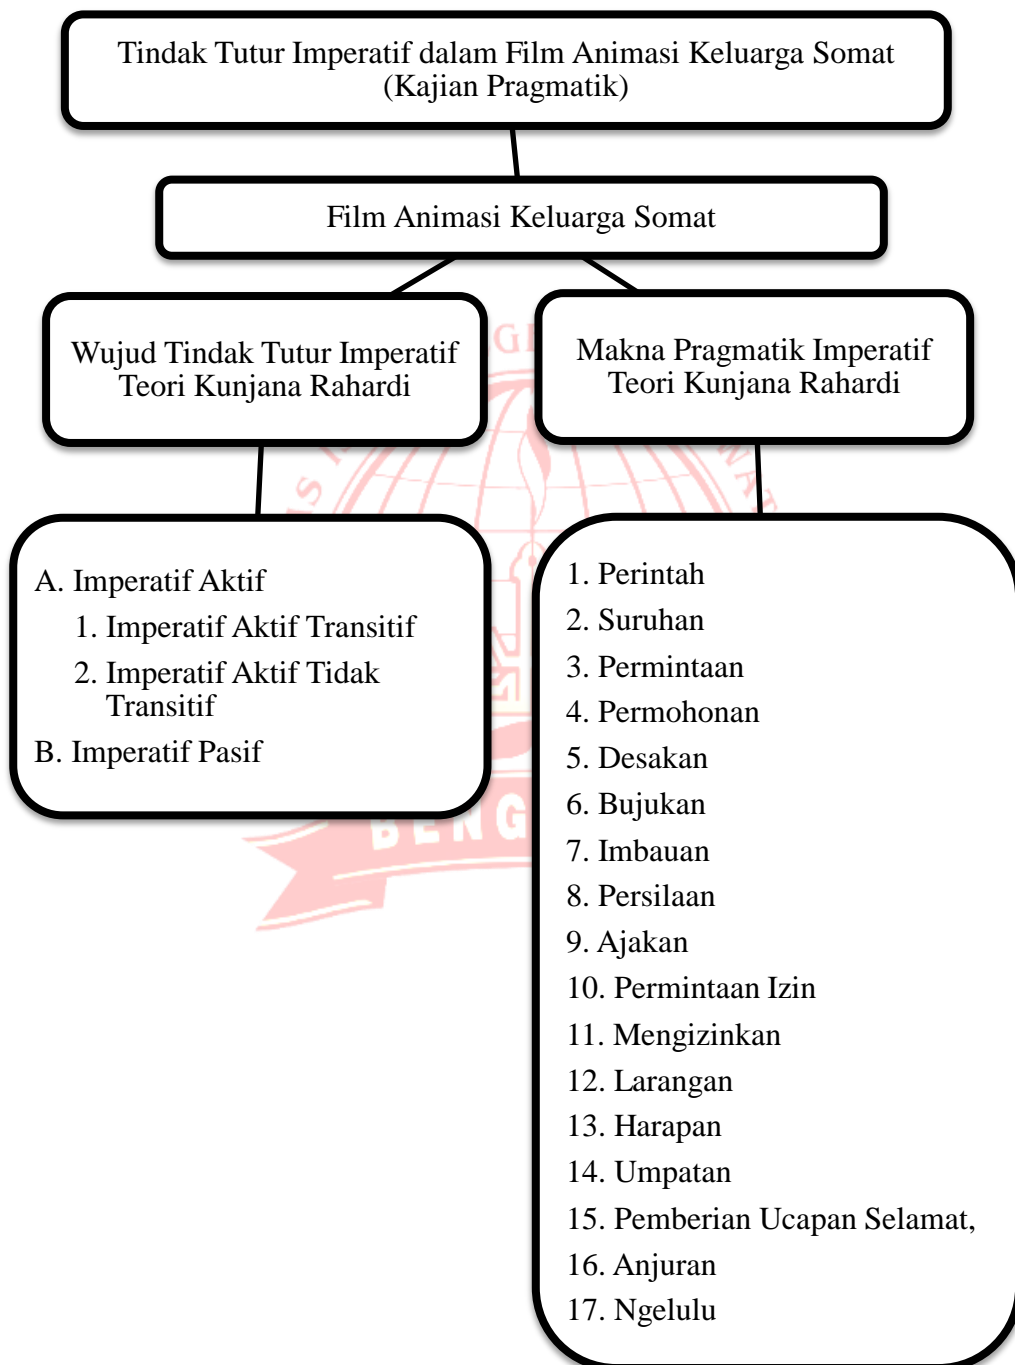 Tindak Tutur Imperatif dalam Film Animasi Keluarga Somat
(Kajian Pragmatik)
Film Animasi Keluarga Somat
Wujud Tindak Tutur Imperatif
Teori Kunjana Rahardi
Makna Pragmatik Imperatif
Teori Kunjana Rahardi
A. Imperatif Aktif
1. Imperatif Aktif Transitif
2. Imperatif Aktif Tidak
Transitif
B. Imperatif Pasif
1. Perintah
2. Suruhan
3. Permintaan
4. Permohonan
5. Desakan
6. Bujukan
7. Imbauan
8. Persilaan
9. Ajakan
10. Permintaan Izin
11. Mengizinkan
12. Larangan
13. Harapan
14. Umpatan
15. Pemberian Ucapan Selamat,
16. Anjuran
17. Ngelulu